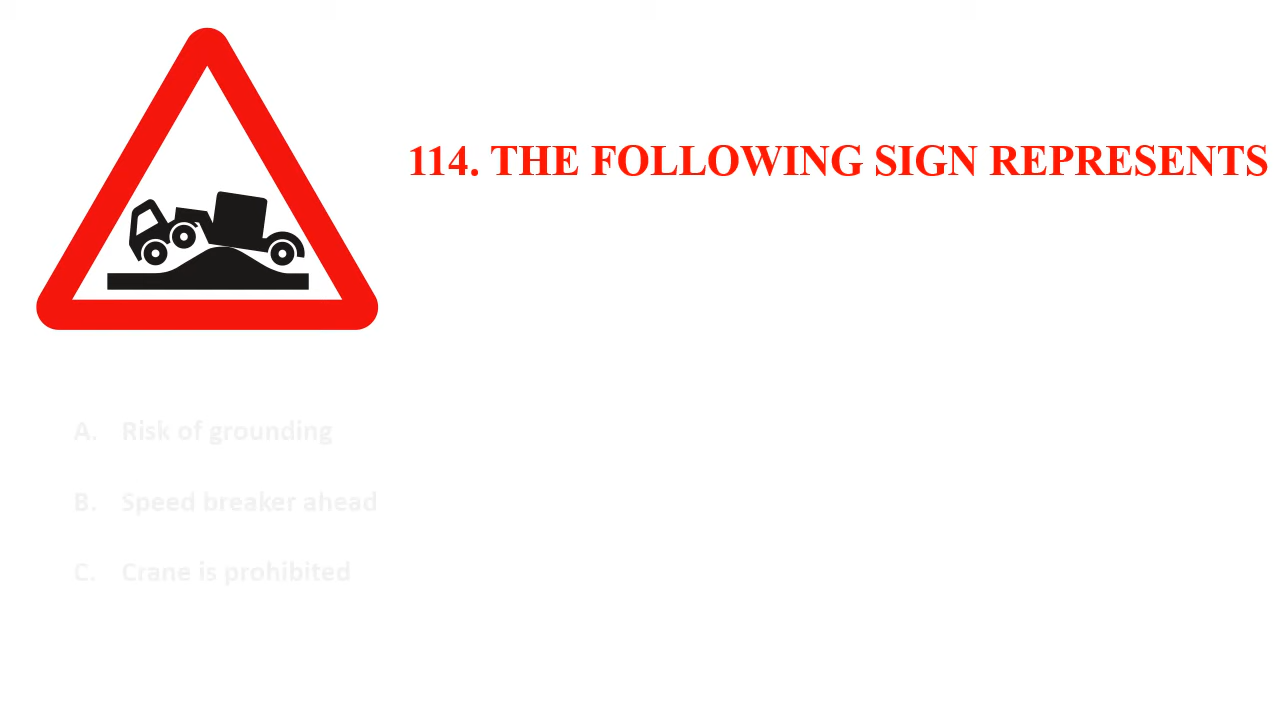 114. THE FOLLOWING SIGN REPRESENTS
A. Risk of grounding
B. Speed breaker ahead
C. Crane is prohibited